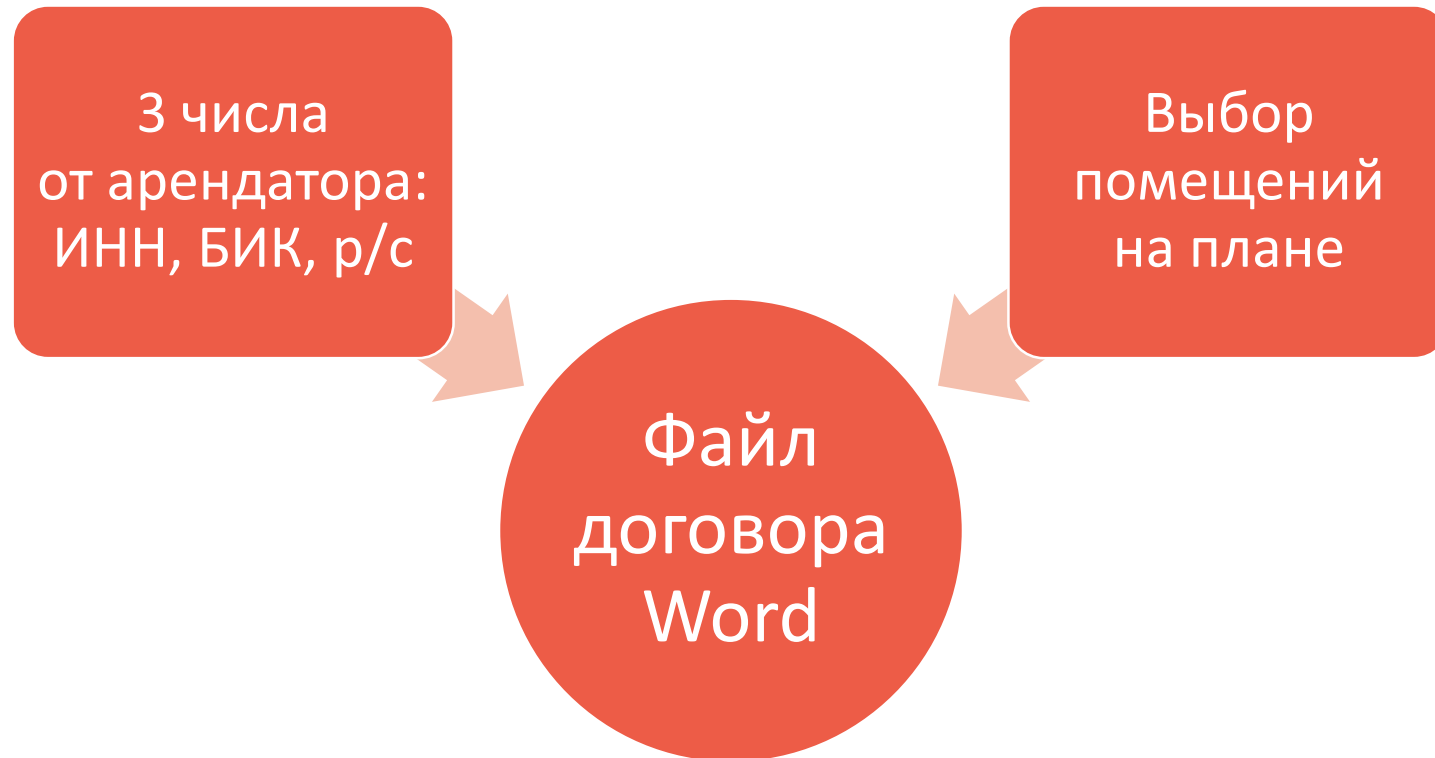 3 числа
от арендатора:
ИНН, БИК, р/с
Выбор
помещений
на плане
Файл
договора
Word